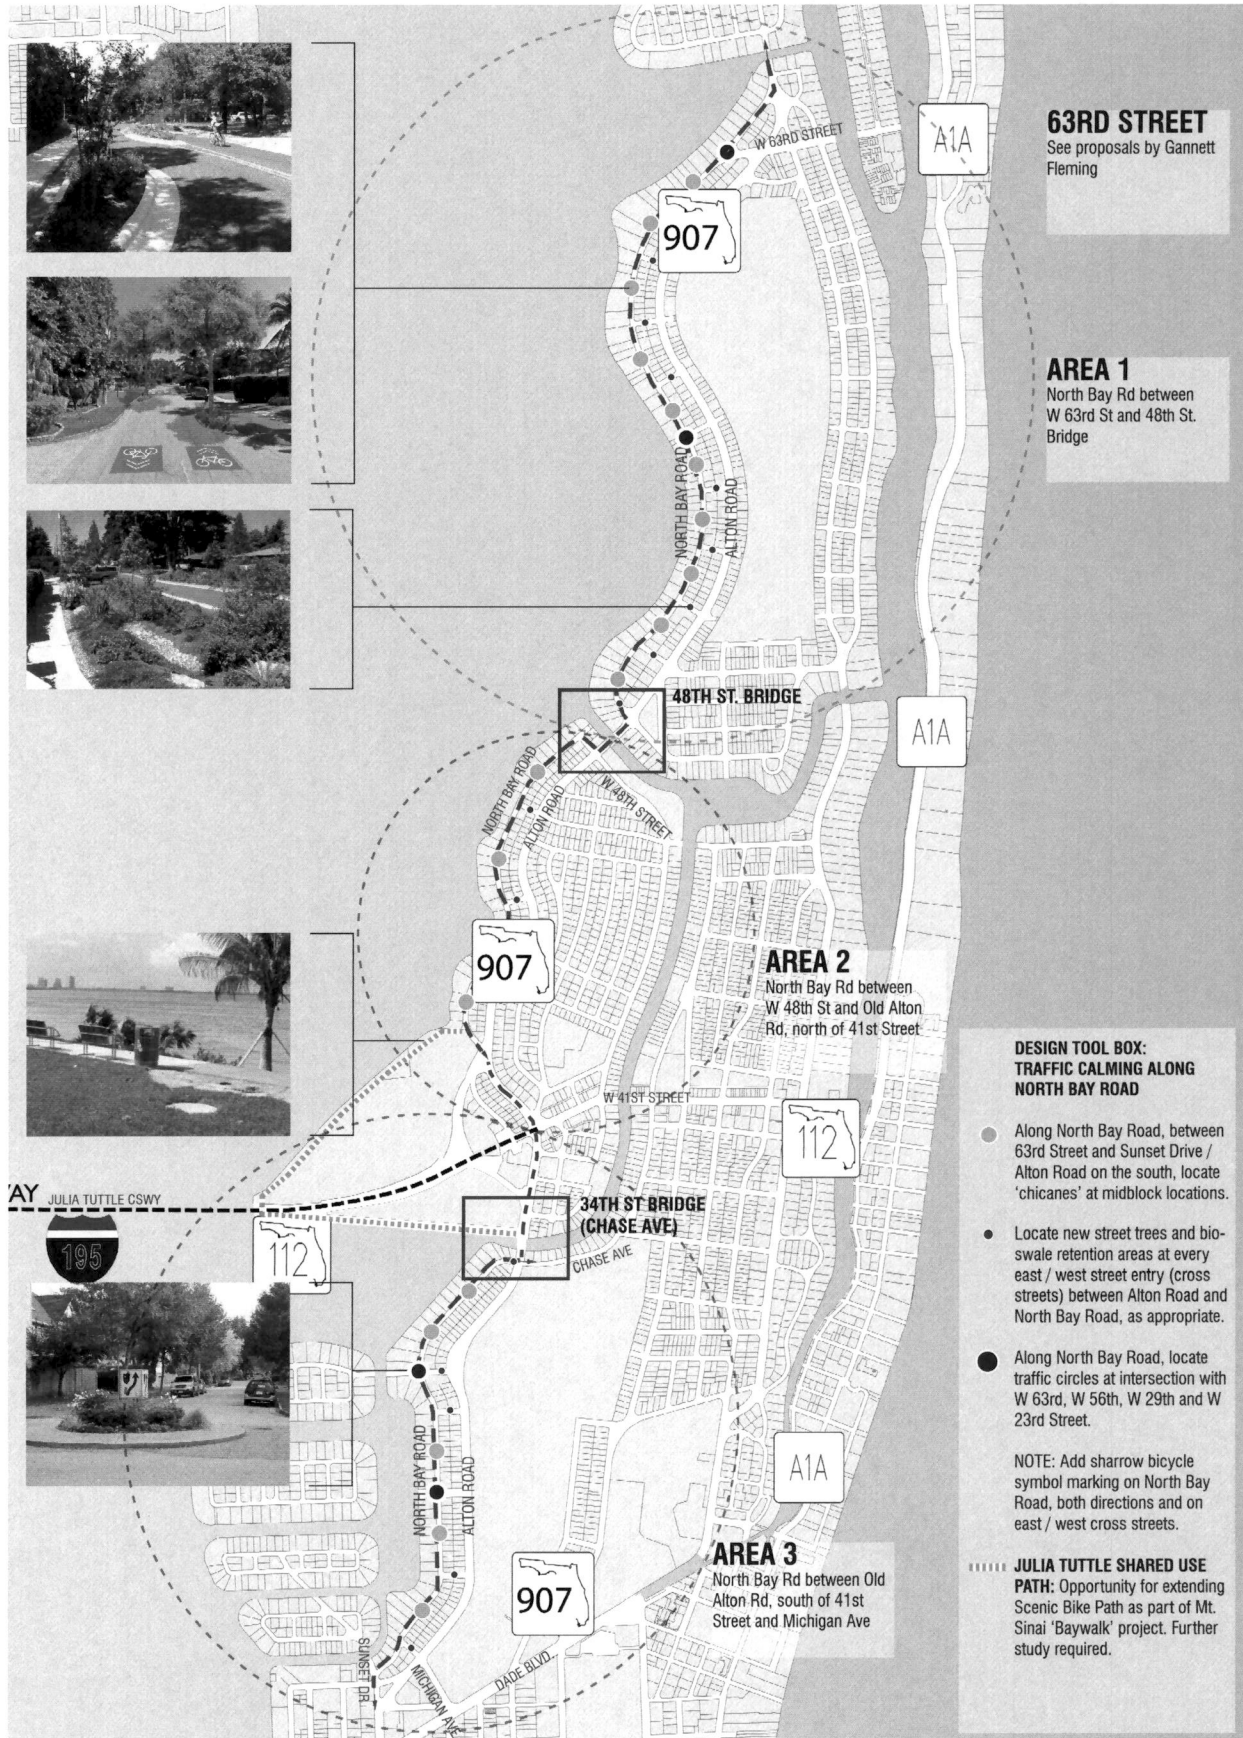 63RD STREET
See proposals by Gannett
Fleming
A1A
W 63RD STREET
907
AREA 1
North Bay Rd between
W 63rd St and 48th St.
Bridge
NORTH BAY ROAD
ALTON ROAD
48TH ST. BRIDGE
A1A
NORTH BAY ROAD
ALTON ROAD
W 48TH STREET
907
AREA 2
North Bay Rd between
W 48th St and Old Alton
Rd, north of 41st Street
W 41ST STREET
112
AY
JULIA TUTTLE CSWY
195
112
34TH ST BRIDGE
(CHASE AVE)
CHASE AVE
NORTH BAY ROAD
ALTON ROAD
A1A
907
AREA 3
North Bay Rd between Old
Alton Rd, south of 41st
Street and Michigan Ave
SUNSET DR.
MICHIGAN AVE
DADE BLVD.
DESIGN TOOL BOX:
TRAFFIC CALMING ALONG
NORTH BAY ROAD
Along North Bay Road, between
63rd Street and Sunset Drive /
Alton Road on the south, locate
‘chicanes’ at midblock locations.
Locate new street trees and bio-
swale retention areas at every
east / west street entry (cross
streets) between Alton Road and
North Bay Road, as appropriate.
Along North Bay Road, locate
traffic circles at intersection with
W 63rd, W 56th, W 29th and W
23rd Street.
NOTE: Add sharrow bicycle
symbol marking on North Bay
Road, both directions and on
east / west cross streets.
JULIA TUTTLE SHARED USE
PATH: Opportunity for extending
Scenic Bike Path as part of Mt.
Sinai ‘Baywalk’ project. Further
study required.